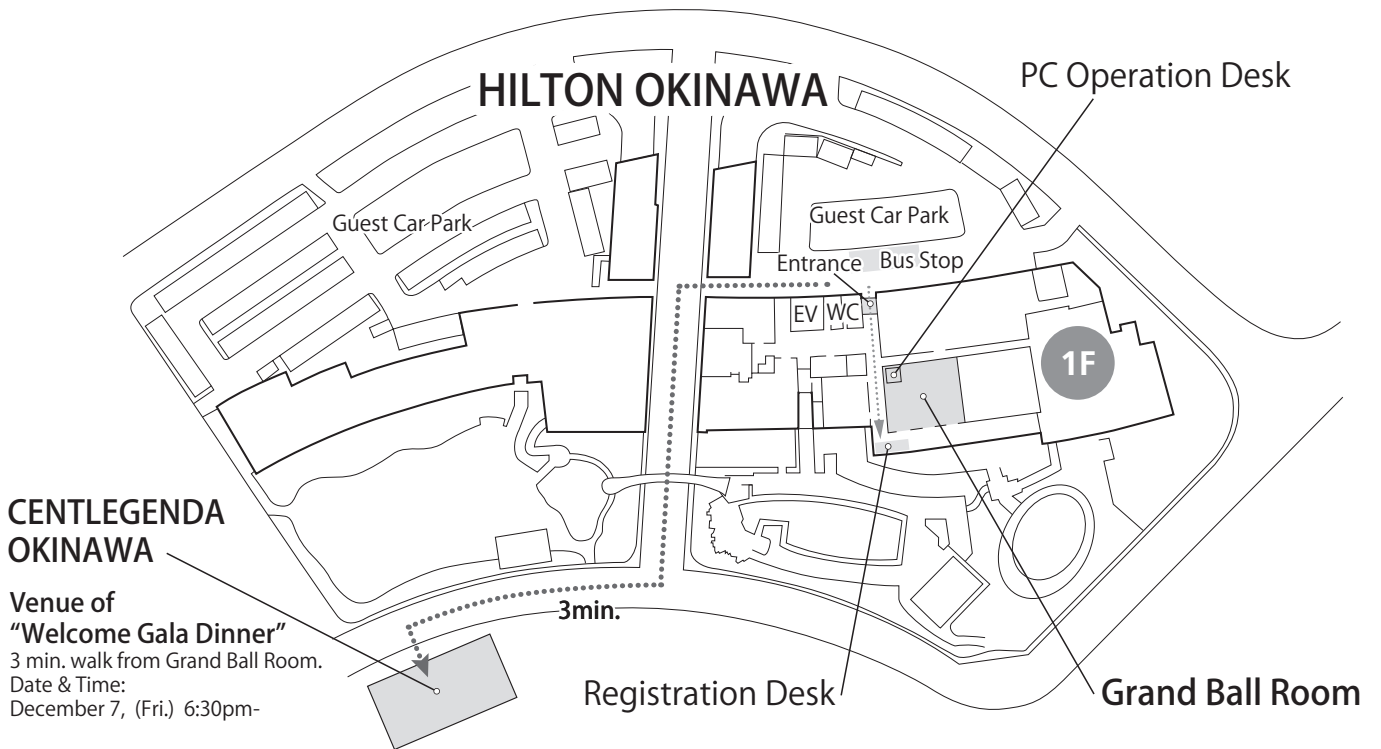 HILTON OKINAWA
PC Operation Desk
Guest Car Park
Guest Car Park
Entrance
Bus Stop
EV
WC
1F
CENTLEGENDA
OKINAWA
Venue of
“Welcome Gala Dinner”
3 min. walk from Grand Ball Room.
Date & Time:
December 7, (Fri.) 6:30pm-
3min.
Registration Desk
Grand Ball Room